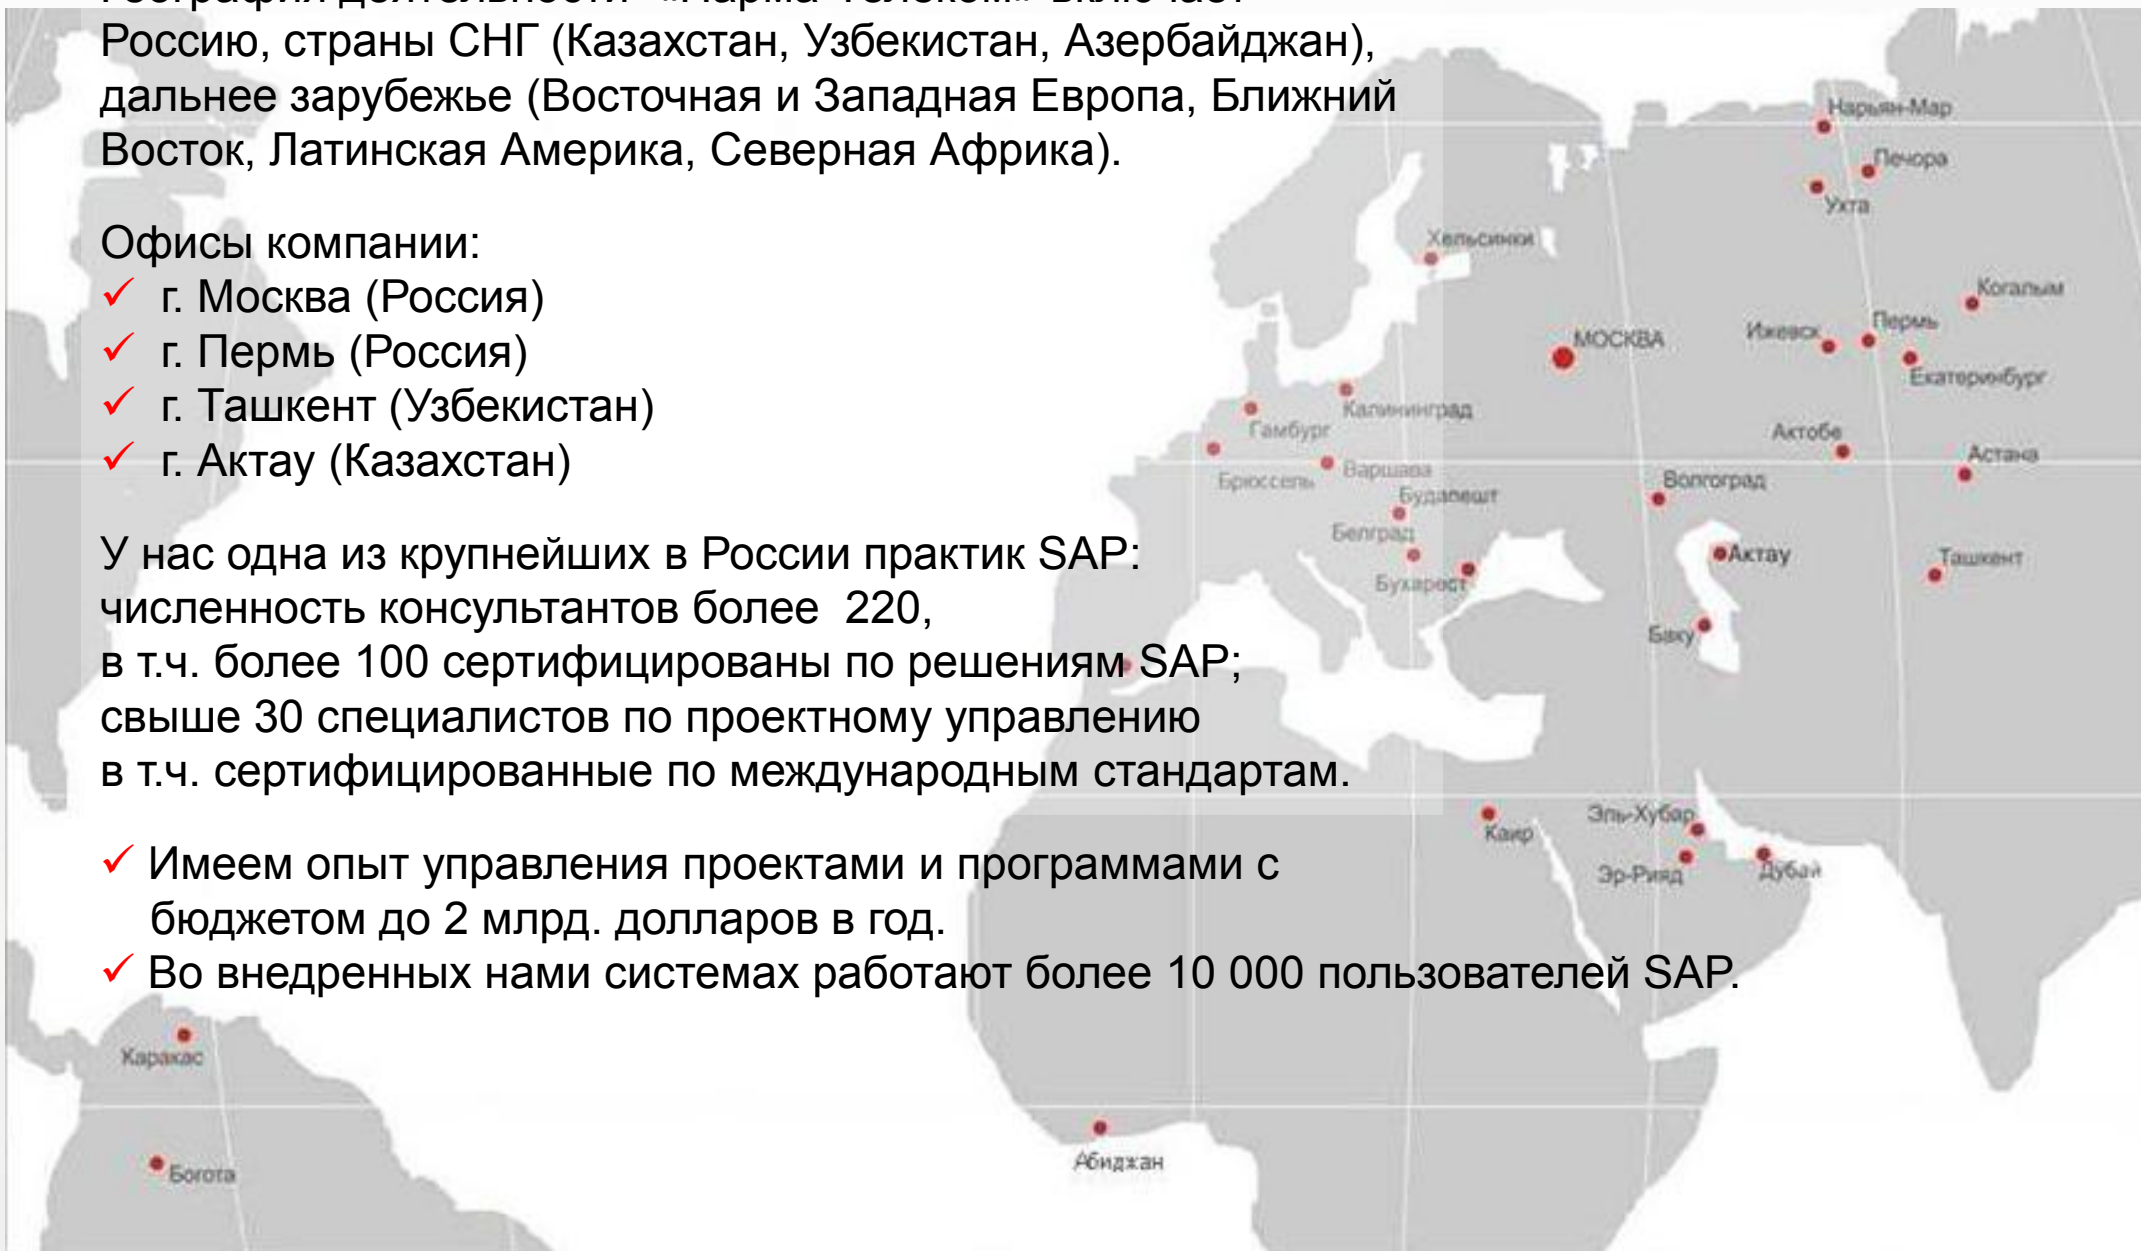 География деятельности «Парма-Телеком» включает
Россию, страны СНГ (Казахстан, Узбекистан, Азербайджан),
дальнее зарубежье (Восточная и Западная Европа, Ближний
Восток, Латинская Америка, Северная Африка).
Офисы компании:
✓ г. Москва (Россия)
✓ г. Пермь (Россия)
✓ г. Ташкент (Узбекистан)
✓ г. Актау (Казахстан)
У нас одна из крупнейших в России практик SAP:
численность консультантов более 220,
в т.ч. более 100 сертифицированы по решениям SAP;
свыше 30 специалистов по проектному управлению
в т.ч. сертифицированные по международным стандартам.
✓ Имеем опыт управления проектами и программами с
бюджетом до 2 млрд. долларов в год.
✓ Во внедренных нами системах работают более 10 000 пользователей SAP.
Нарьян-Мар
Печора
Ухта
Хельсинки
Когалым
Пермь
Ижевск
МОСКВА
Екатеринбург
Калининград
Гамбург
Актобе
Астана
Варшава
Брюссель
Волгоград
Будапешт
Белград
Актау
Ташкент
Бухарест
Баку
Эль-Хубар
Каир
Эр-Рияд
Дубай
Каракас
Абиджан
Богота